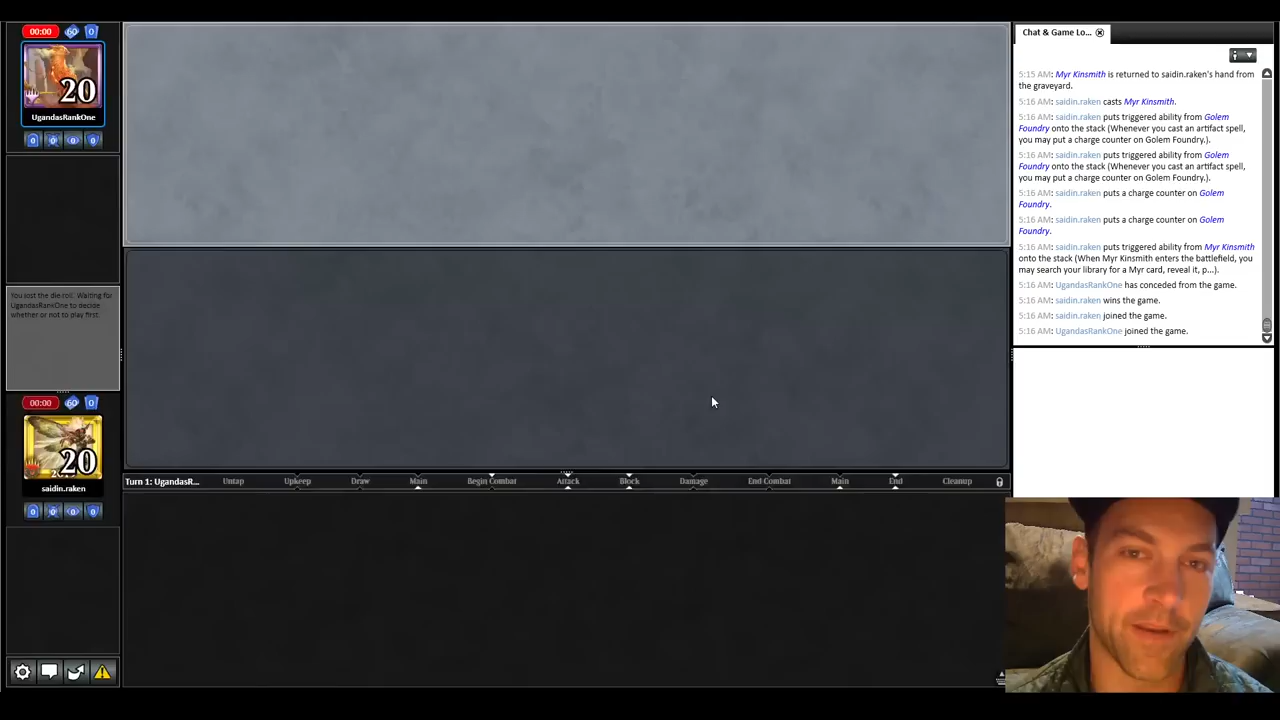 00:00 60 0
20
UgandasRankOne
0 0 0 0
You lost the die roll. Waiting for
UgandasRankOne to decide
whether or not to play first.
00:00 60 0
20
saidin.raken
0 0 0 0
Turn 1: UgandasR... Untap Upkeep Draw Main Begin Combat Attack Block Damage End Combat Main End Cleanup
Chat & Game Lo...
5:15 AM: Myr Kinsmith is returned to saidin.raken's hand from
the graveyard.
5:16 AM: saidin.raken casts Myr Kinsmith.
5:16 AM: saidin.raken puts triggered ability from Golem
Foundry onto the stack (Whenever you cast an artifact spell,
you may put a charge counter on Golem Foundry.).
5:16 AM: saidin.raken puts triggered ability from Golem
Foundry onto the stack (Whenever you cast an artifact spell,
you may put a charge counter on Golem Foundry.).
5:16 AM: saidin.raken puts a charge counter on Golem
Foundry.
5:16 AM: saidin.raken puts a charge counter on Golem
Foundry.
5:16 AM: saidin.raken puts triggered ability from Myr Kinsmith
onto the stack (When Myr Kinsmith enters the battlefield, you
may search your library for a Myr card, reveal it, p...).
5:16 AM: UgandasRankOne has conceded from the game.
5:16 AM: saidin.raken wins the game.
5:16 AM: saidin.raken joined the game.
5:16 AM: UgandasRankOne joined the game.